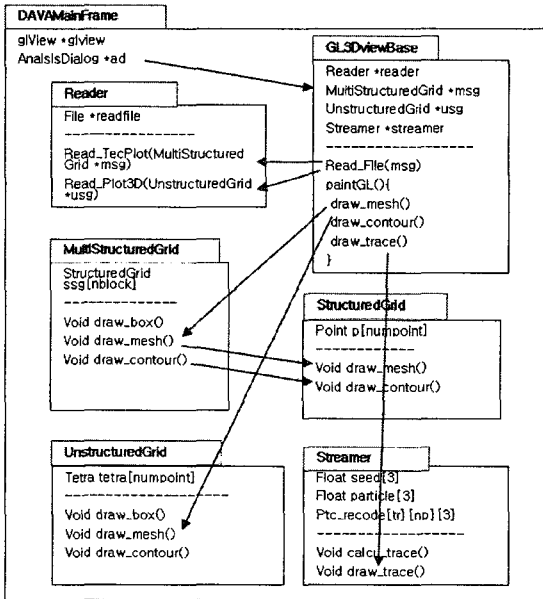 DAVAMainFrame
glView *glview
AnalsisDialog *ad
GL3DviewBase
Reader *reader
MultiStructuredGrid *msg
UnstructuredGrid *usg
Streamer *streamer
Read_File(msg)
paintGL(){
draw_mesh()
draw_contour()
draw_trace()
}
Reader
File *readfile
Read_TecPlot(MultiStructured
Grid *msg)
Read_Plot3D(UnstructuredGrid
*usg)
MultiStructuredGrid
StructuredGrid
ssg[nblock]
Void draw_box()
Void draw_mesh()
Void draw_contour()
StructuredGrid
Point p[numpoint]
Void draw_mesh()
Void draw_contour()
UnstructuredGrid
Tetra tetra[numpoint]
Void draw_box()
Void draw_mesh()
Void draw_contour()
Streamer
Float seed[3]
Float particle[3]
Ptc_recode[tr][np][3]
Void calcu_trace()
Void draw_trace()